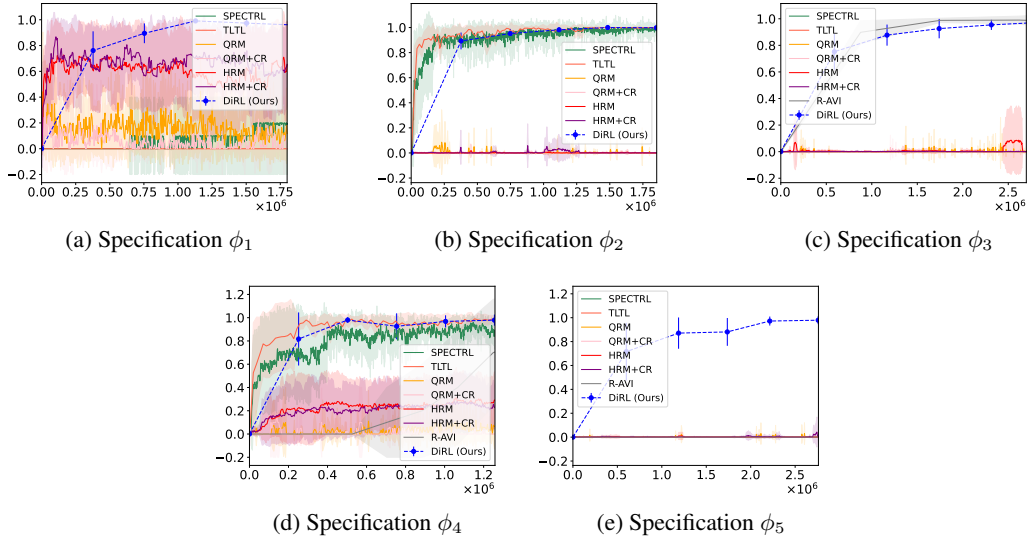 1.0
0.8
0.6
0.4
0.2
0.0
−0.2
SPECTRL
TLTL
QRM
QRM+CR
HRM
HRM+CR
DiRL (Ours)
0.00 0.25 0.50 0.75 1.00 1.25 1.50 1.75
×10⁶
(a) Specification ϕ₁
1.0
0.8
0.6
0.4
0.2
0.0
−0.2
SPECTRL
TLTL
QRM
QRM+CR
HRM
HRM+CR
DiRL (Ours)
0.00 0.25 0.50 0.75 1.00 1.25 1.50 1.75
×10⁶
(b) Specification ϕ₂
1.0
0.8
0.6
0.4
0.2
0.0
−0.2
SPECTRL
TLTL
QRM
QRM+CR
HRM
HRM+CR
R-AVI
DiRL (Ours)
0.0 0.5 1.0 1.5 2.0 2.5
×10⁶
(c) Specification ϕ₃
1.2
1.0
0.8
0.6
0.4
0.2
0.0
−0.2
SPECTRL
TLTL
QRM
QRM+CR
HRM
HRM+CR
R-AVI
DiRL (Ours)
0.0 0.2 0.4 0.6 0.8 1.0 1.2
×10⁶
(d) Specification ϕ₄
1.2
1.0
0.8
0.6
0.4
0.2
0.0
−0.2
SPECTRL
TLTL
QRM
QRM+CR
HRM
HRM+CR
R-AVI
DiRL (Ours)
0.0 0.5 1.0 1.5 2.0 2.5
×10⁶
(e) Specification ϕ₅